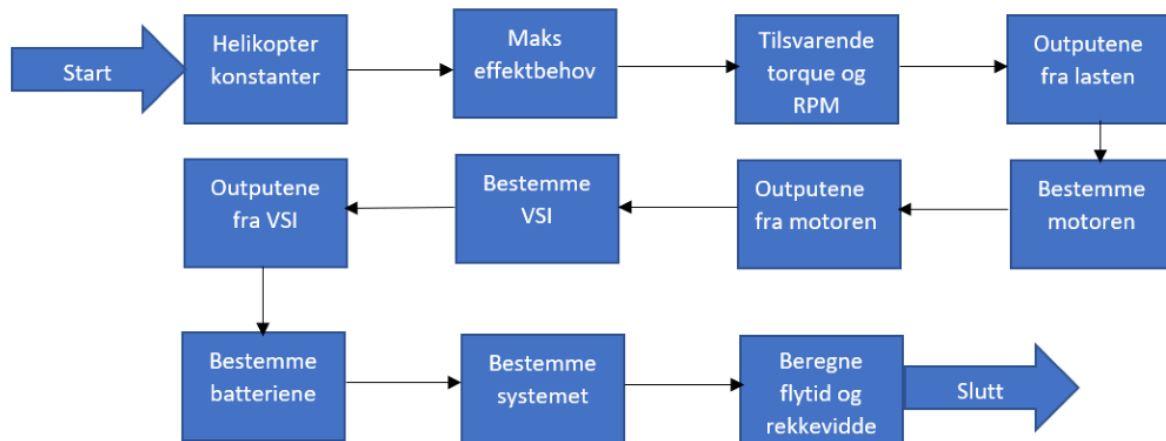 Start
Helikopter
konstanter
Maks
effektbehov
Tilsvarende
torque og
RPM
Outputene
fra lasten
Bestemme
motoren
Outputene
fra motoren
Bestemme
VSI
Outputene
fra VSI
Bestemme
batteriene
Bestemme
systemet
Beregne
flytid og
rekkevidde
Slutt